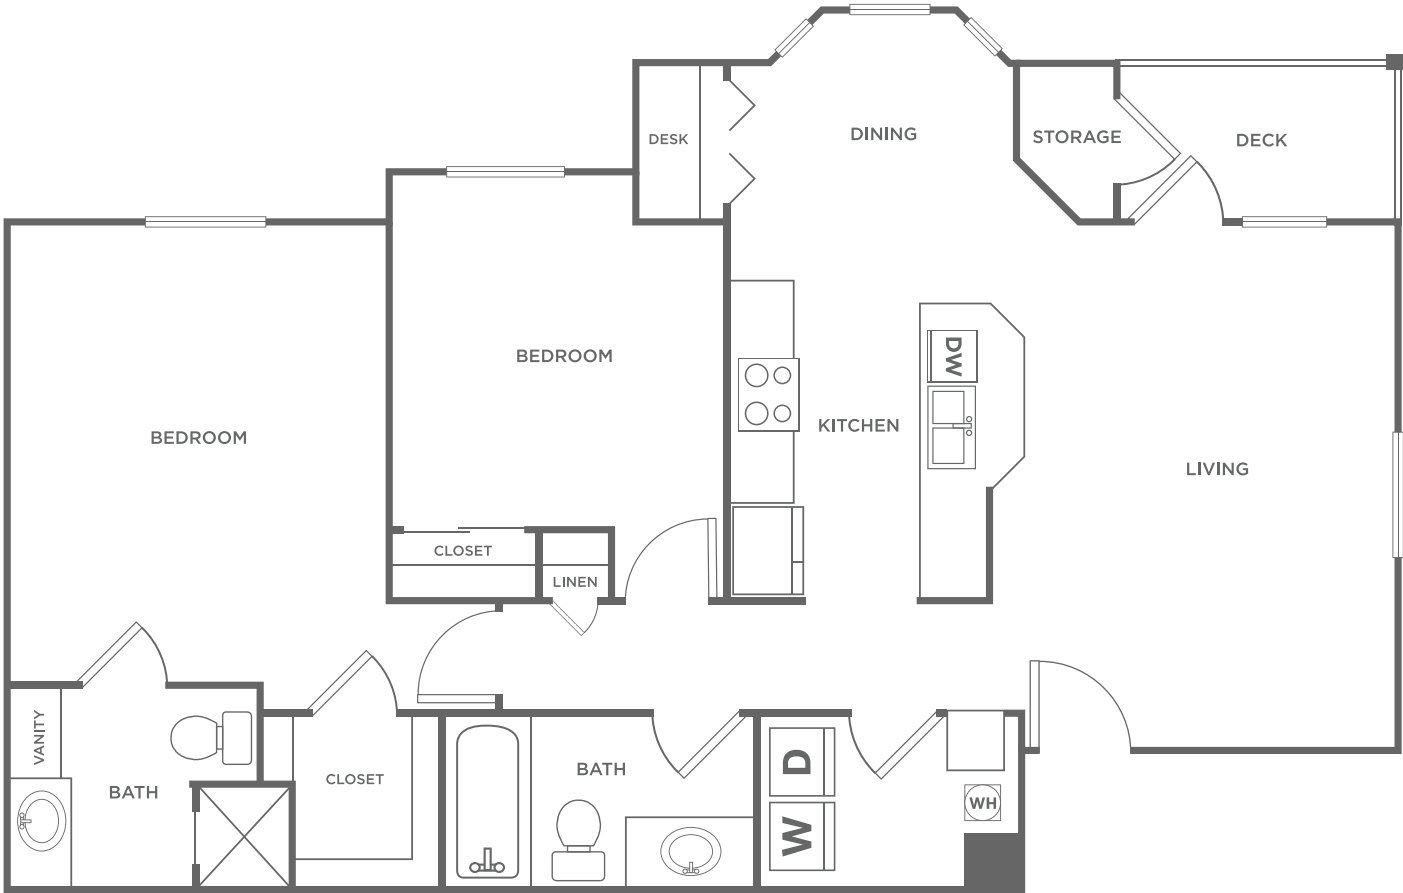 DINING
DESK
STORAGE
DECK
BEDROOM
DW
KITCHEN
BEDROOM
LIVING
CLOSET
LINEN
VANITY
BATH
CLOSET
BATH
D
W
WH